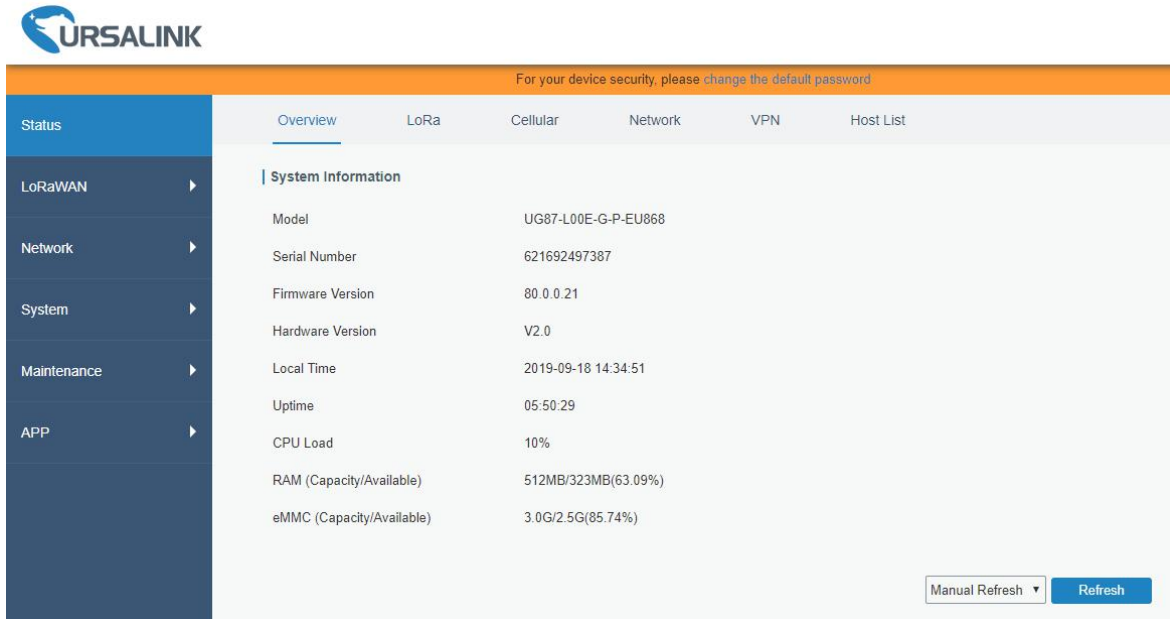 URSALINK
For your device security, please change the default password
Status
LoRaWAN
Network
System
Maintenance
APP
Overview LoRa Cellular Network VPN Host List
System Information
Model UG87-L00E-G-P-EU868
Serial Number 621692497387
Firmware Version 80.0.0.21
Hardware Version V2.0
Local Time 2019-09-18 14:34:51
Uptime 05:50:29
CPU Load 10%
RAM (Capacity/Available) 512MB/323MB(63.09%)
eMMC (Capacity/Available) 3.0G/2.5G(85.74%)
Manual Refresh Refresh